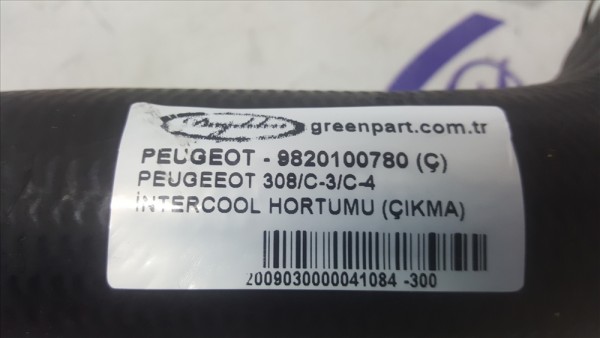 greenpart.com.tr
PEUGEOT - 9820100780 (Ç)
PEUGEEOT 308/C-3/C-4
İNTERCOOL HORTUMU (ÇIKMA)
2009030000041084 -300